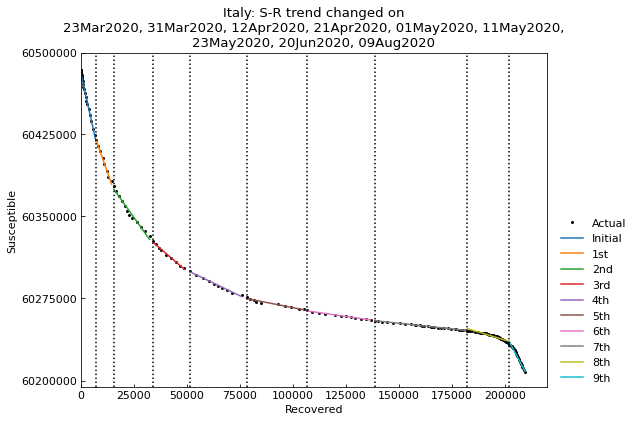 Italy: S-R trend changed on
23Mar2020, 31Mar2020, 12Apr2020, 21Apr2020, 01May2020, 11May2020,
23May2020, 20Jun2020, 09Aug2020
60500000
60425000
60350000
60275000
60200000
Susceptible
0 25000 50000 75000 100000 125000 150000 175000 200000
Recovered
Actual
Initial
1st
2nd
3rd
4th
5th
6th
7th
8th
9th